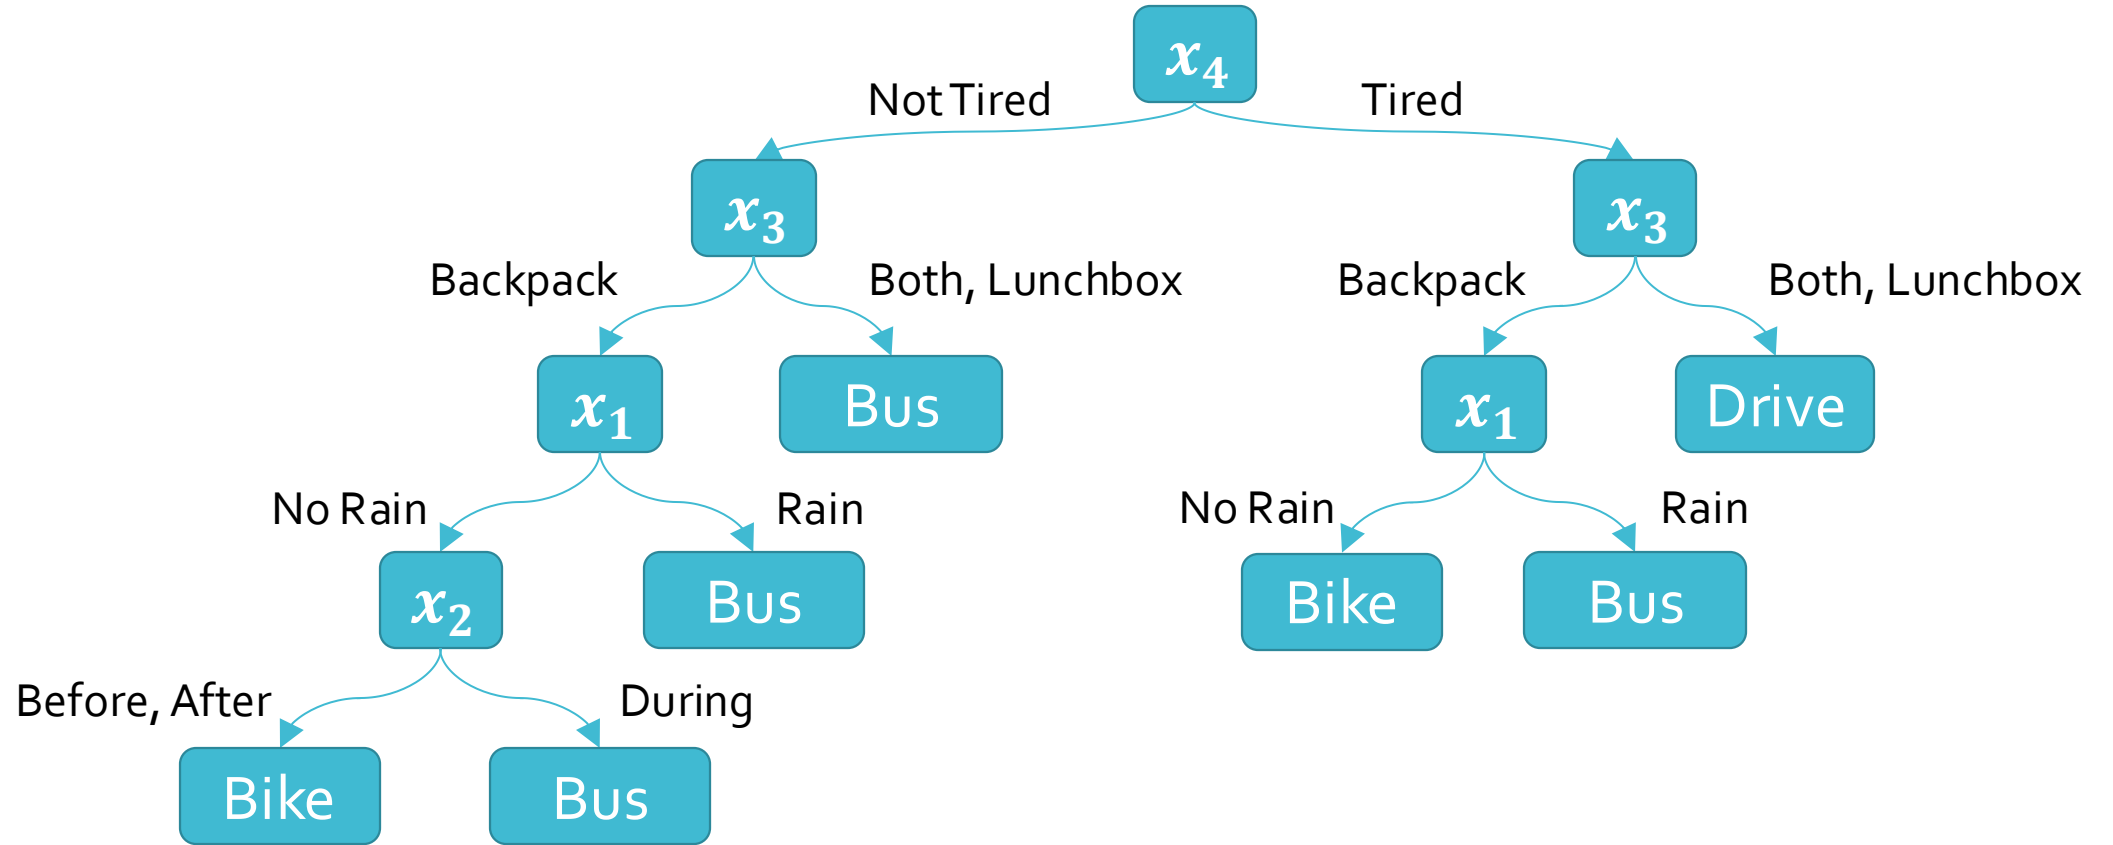 x₄
Not Tired
Tired
x₃
x₃
Backpack
Both, Lunchbox
Backpack
Both, Lunchbox
x₁
Bus
x₁
Drive
No Rain
Rain
No Rain
Rain
x₂
Bus
Bike
Bus
Before, After
During
Bike
Bus